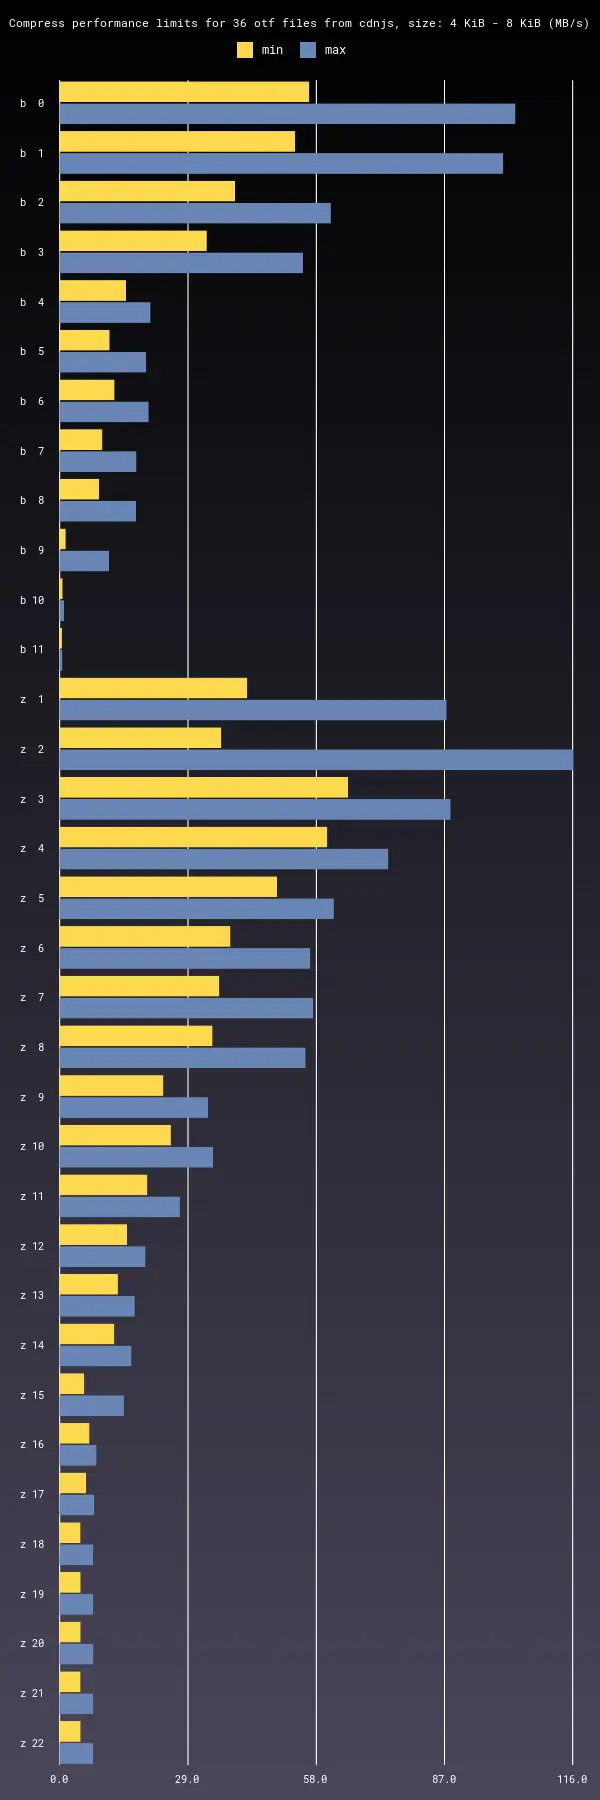 Compress performance limits for 36 otf files from cdnjs, size: 4 KiB - 8 KiB (MB/s)
min max
b 0
b 1
b 2
b 3
b 4
b 5
b 6
b 7
b 8
b 9
b 10
b 11
z 1
z 2
z 3
z 4
z 5
z 6
z 7
z 8
z 9
z 10
z 11
z 12
z 13
z 14
z 15
z 16
z 17
z 18
z 19
z 20
z 21
z 22
0.0 29.0 58.0 87.0 116.0